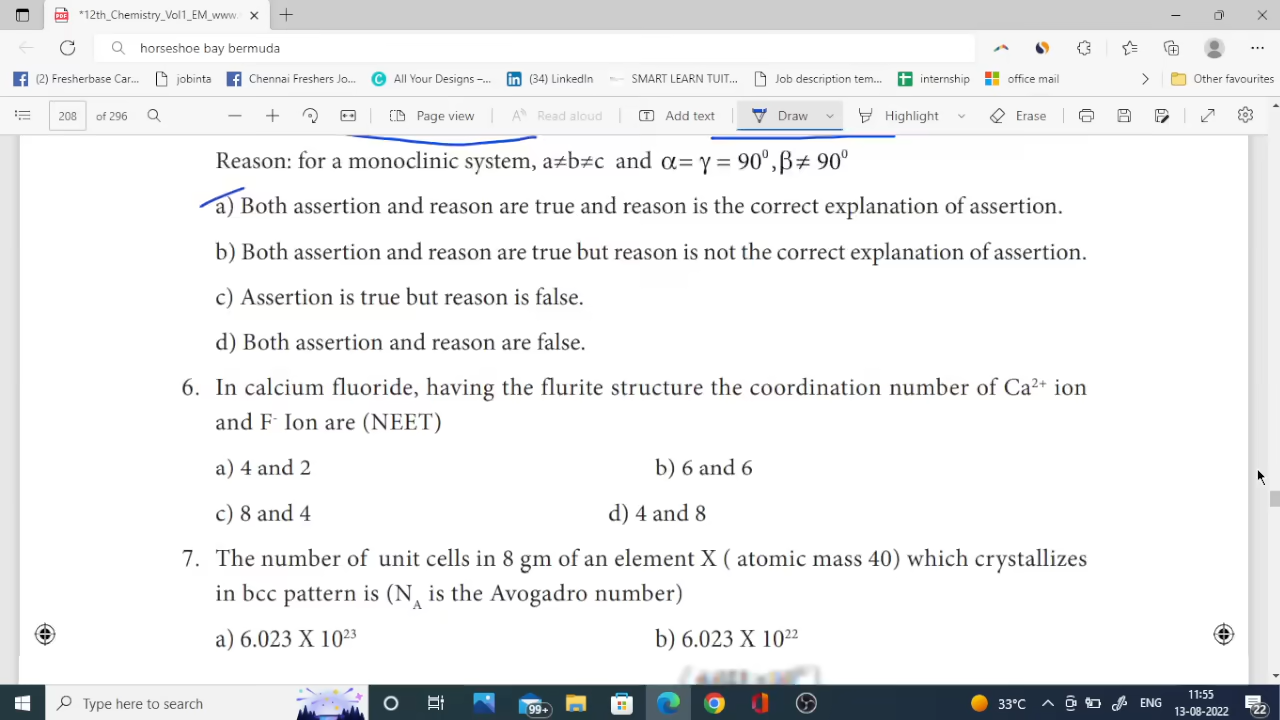 *12th_Chemistry_Vol1_EM_www.
horseshoe bay bermuda
(2) Fresherbase Car... jobinta Chennai Freshers Jo... All Your Designs –... (34) LinkedIn SMART LEARN TUIT... Job description tem... internship office mail Other favourites
208 of 296 Page view Read aloud Add text Draw Highlight Erase
Reason: for a monoclinic system, a≠b≠c and α= γ = 90⁰,β≠ 90⁰
a) Both assertion and reason are true and reason is the correct explanation of assertion.
b) Both assertion and reason are true but reason is not the correct explanation of assertion.
c) Assertion is true but reason is false.
d) Both assertion and reason are false.
6. In calcium fluoride, having the flurite structure the coordination number of Ca²⁺ ion
and F⁻ Ion are (NEET)
a) 4 and 2 b) 6 and 6
c) 8 and 4 d) 4 and 8
7. The number of unit cells in 8 gm of an element X ( atomic mass 40) which crystallizes
in bcc pattern is (N_A is the Avogadro number)
a) 6.023 X 10²³ b) 6.023 X 10²²
Type here to search 99+ 33°C ENG 11:55
13-08-2022 22